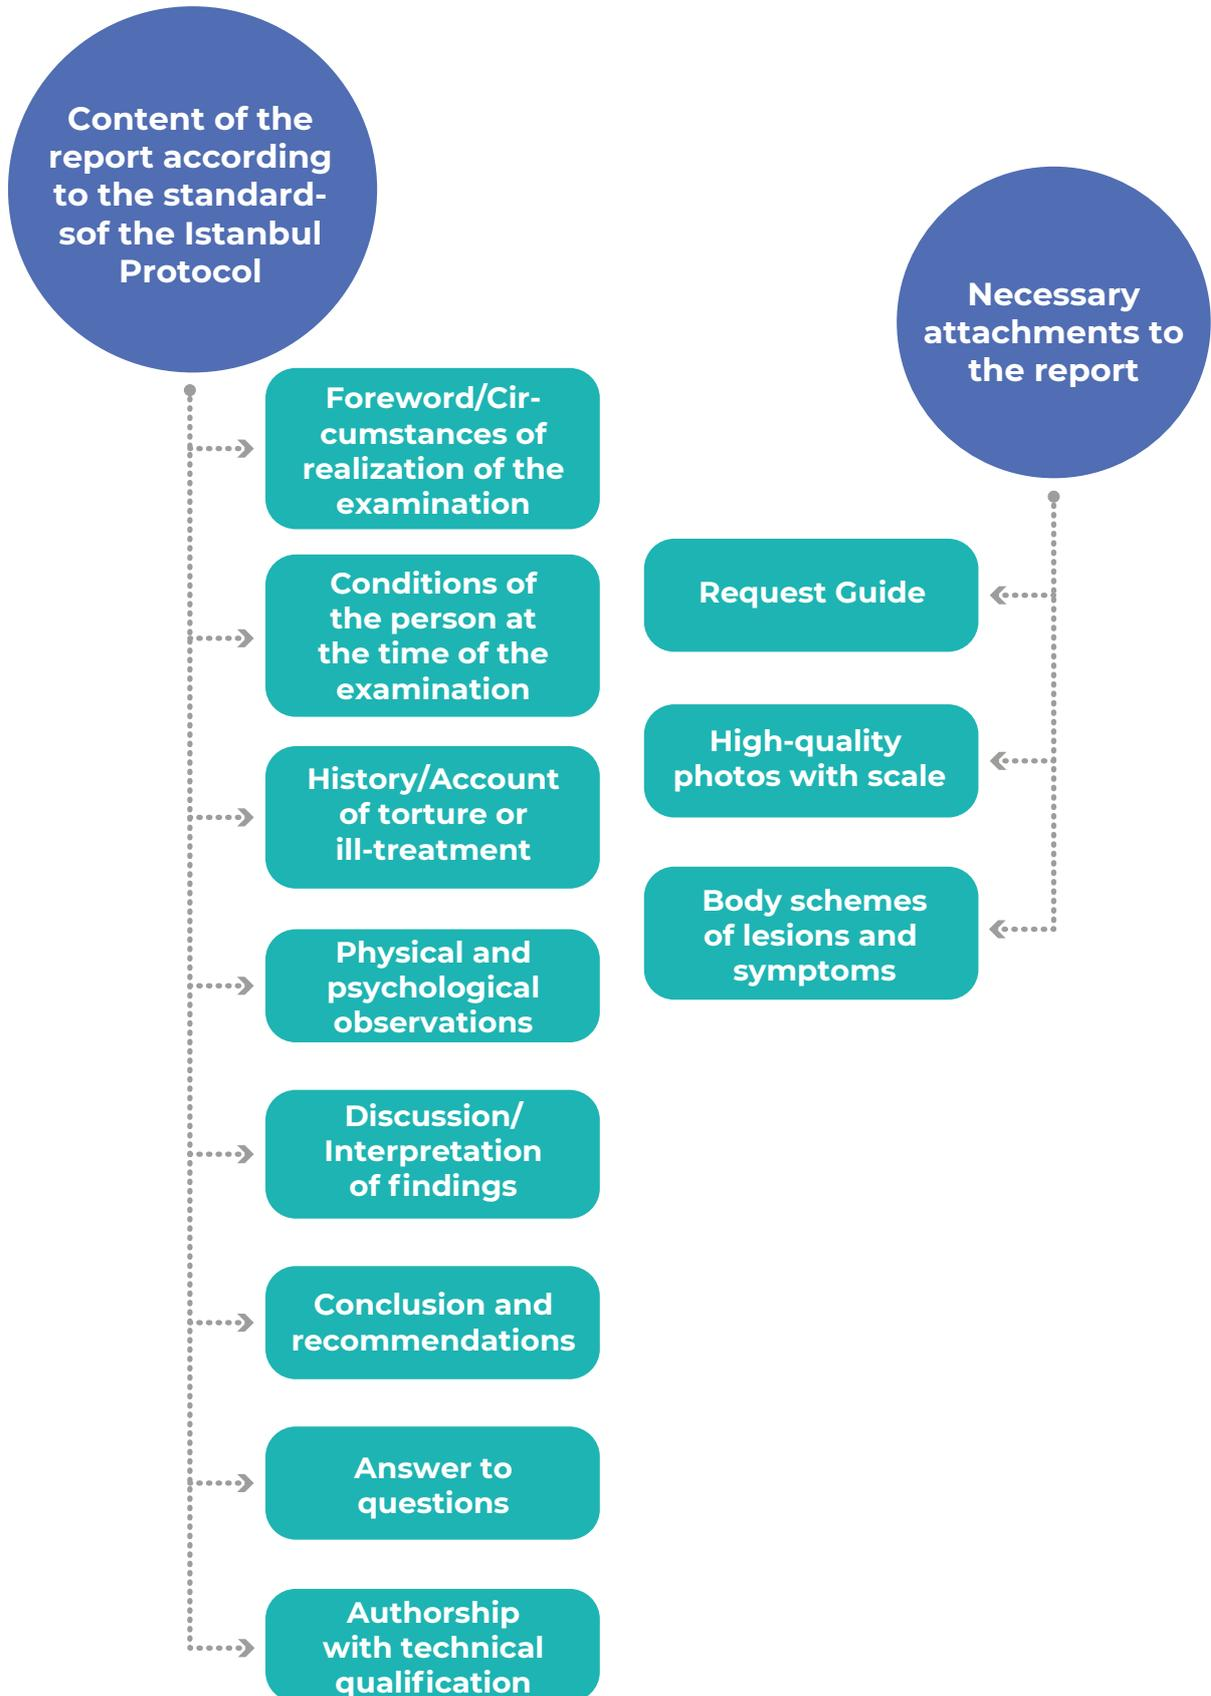 Content of the
report according
to the standard-
sof the Istanbul
Protocol
Foreword/Cir-
cumstances of
realization of the
examination
Conditions of
the person at
the time of the
examination
History/Account
of torture or
ill-treatment
Physical and
psychological
observations
Discussion/
Interpretation
of findings
Conclusion and
recommendations
Answer to
questions
Authorship
with technical
qualification
Necessary
attachments to
the report
Request Guide
High-quality
photos with scale
Body schemes
of lesions and
symptoms